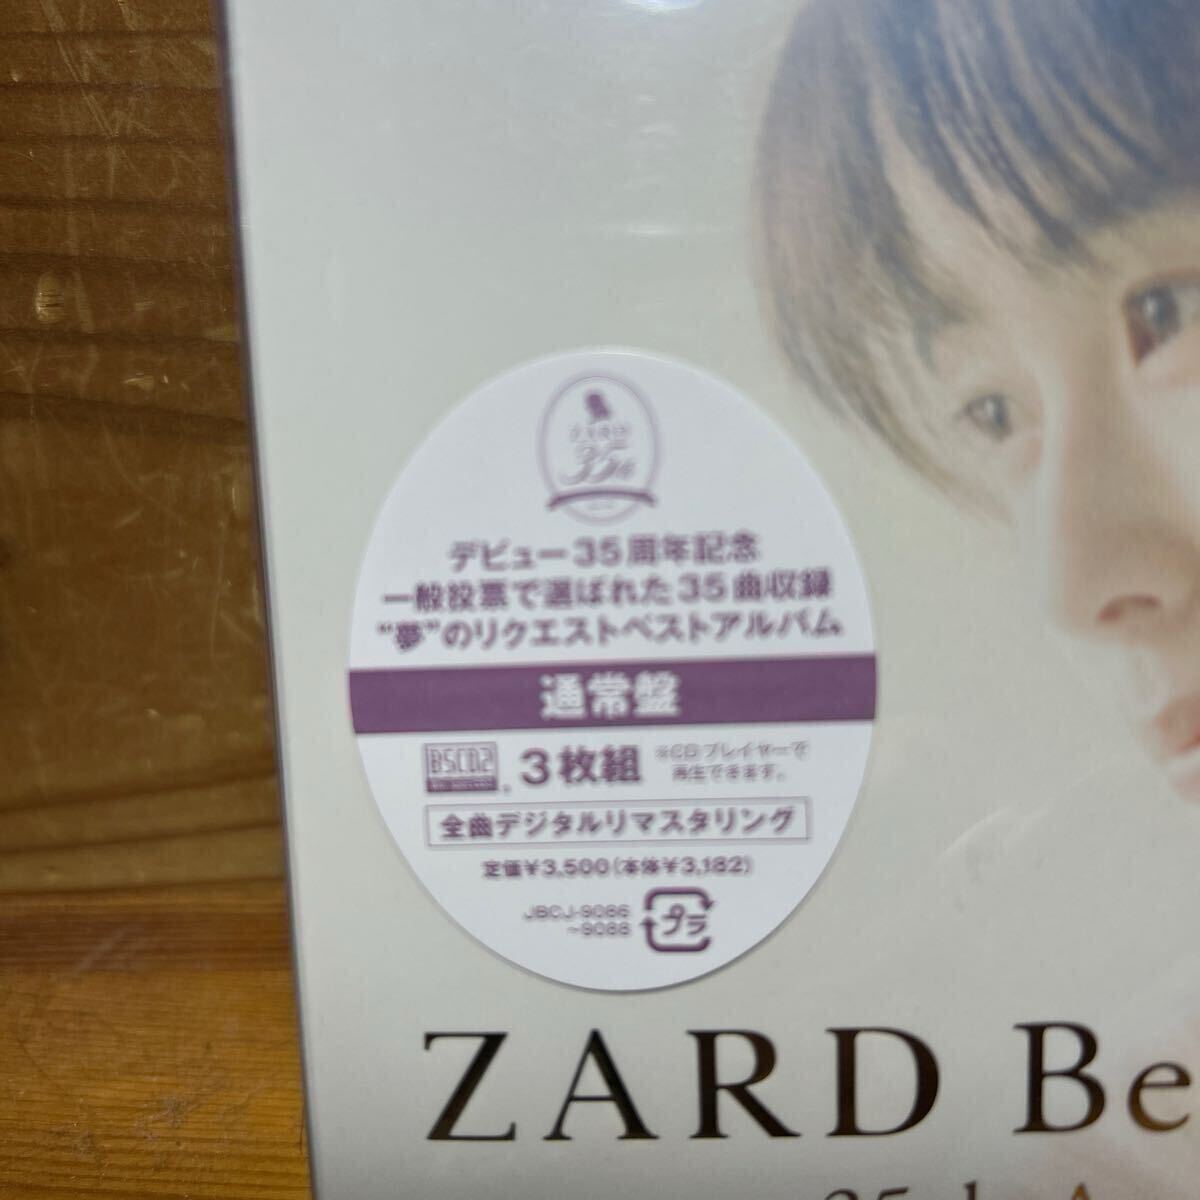 ZARD
35th
デビュー35周年記念
一般投票で選ばれた35曲収録
“夢”のリクエストベストアルバム
通常盤
BSCD2 3枚組 ※CDプレイヤーで
再生できます。
全曲デジタルリマスタリング
定価￥3,500(本体￥3,182)
JBCJ-9086
~9088
プラ
ZARD Be
35th A